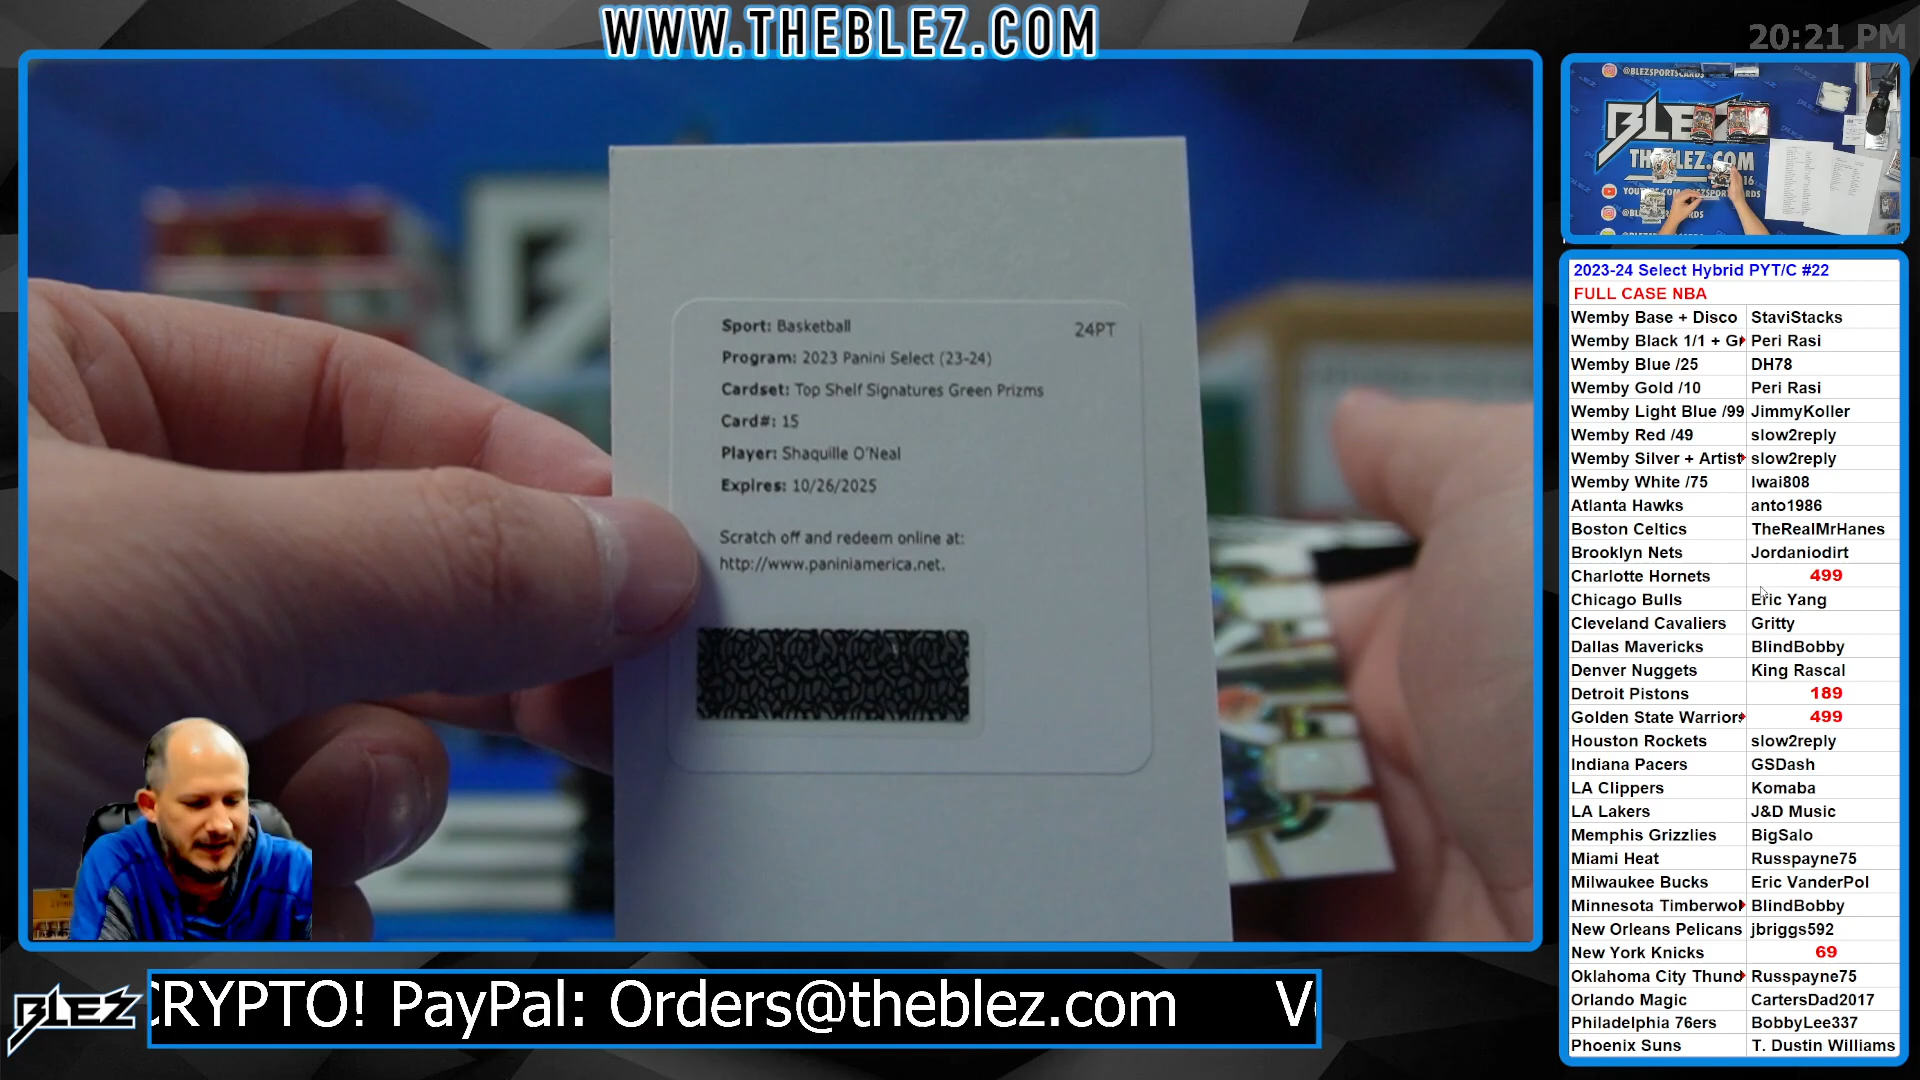 WWW.THEBLEZ.COM
20:21 PM
Sport: Basketball
24PT
Program: 2023 Panini Select (23-24)
Cardset: Top Shelf Signatures Green Prizms
Card#: 15
Player: Shaquille O'Neal
Expires: 10/26/2025
Scratch off and redeem online at:
http://www.paniniamerica.net.
@BLEZSPORTSCARDS
BLEZ
THEBLEZ.COM
2023-24 Select Hybrid PYT/C #22
FULL CASE NBA
Wemby Base + Disco StaviStacks
Wemby Black 1/1 + Gr Peri Rasi
Wemby Blue /25 DH78
Wemby Gold /10 Peri Rasi
Wemby Light Blue /99 JimmyKoller
Wemby Red /49 slow2reply
Wemby Silver + Artist slow2reply
Wemby White /75 Iwai808
Atlanta Hawks anto1986
Boston Celtics TheRealMrHanes
Brooklyn Nets Jordaniodirt
Charlotte Hornets 499
Chicago Bulls Eric Yang
Cleveland Cavaliers Gritty
Dallas Mavericks BlindBobby
Denver Nuggets King Rascal
Detroit Pistons 189
Golden State Warriors 499
Houston Rockets slow2reply
Indiana Pacers GSDash
LA Clippers Komaba
LA Lakers J&D Music
Memphis Grizzlies BigSalo
Miami Heat Russpayne75
Milwaukee Bucks Eric VanderPol
Minnesota Timberwol BlindBobby
New Orleans Pelicans jbriggs592
New York Knicks 69
Oklahoma City Thund Russpayne75
Orlando Magic CartersDad2017
Philadelphia 76ers BobbyLee337
Phoenix Suns T. Dustin Williams
BLEZ
CRYPTO! PayPal: Orders@theblez.com